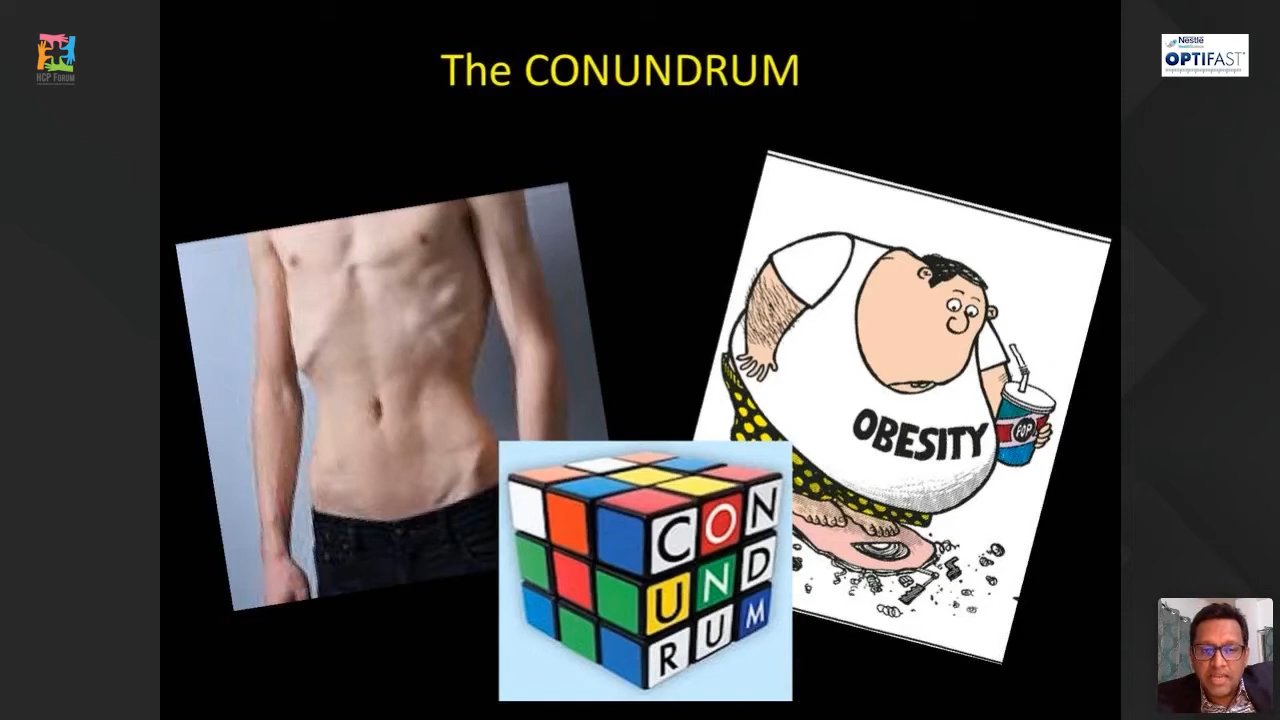 The CONUNDRUM
HCP FORUM
Nestlé
HealthScience
OPTIFAST
OBESITY
POP
CON
UND
RUM